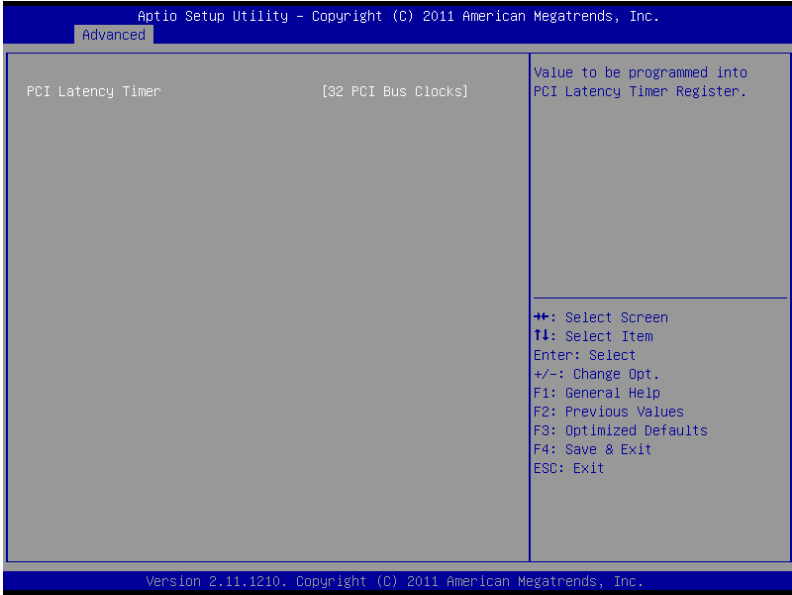 Aptio Setup Utility – Copyright (C) 2011 American Megatrends, Inc.
Advanced
PCI Latency Timer [32 PCI Bus Clocks]
Value to be programmed into
PCI Latency Timer Register.
→←: Select Screen
↑↓: Select Item
Enter: Select
+/-: Change Opt.
F1: General Help
F2: Previous Values
F3: Optimized Defaults
F4: Save & Exit
ESC: Exit
Version 2.11.1210. Copyright (C) 2011 American Megatrends, Inc.